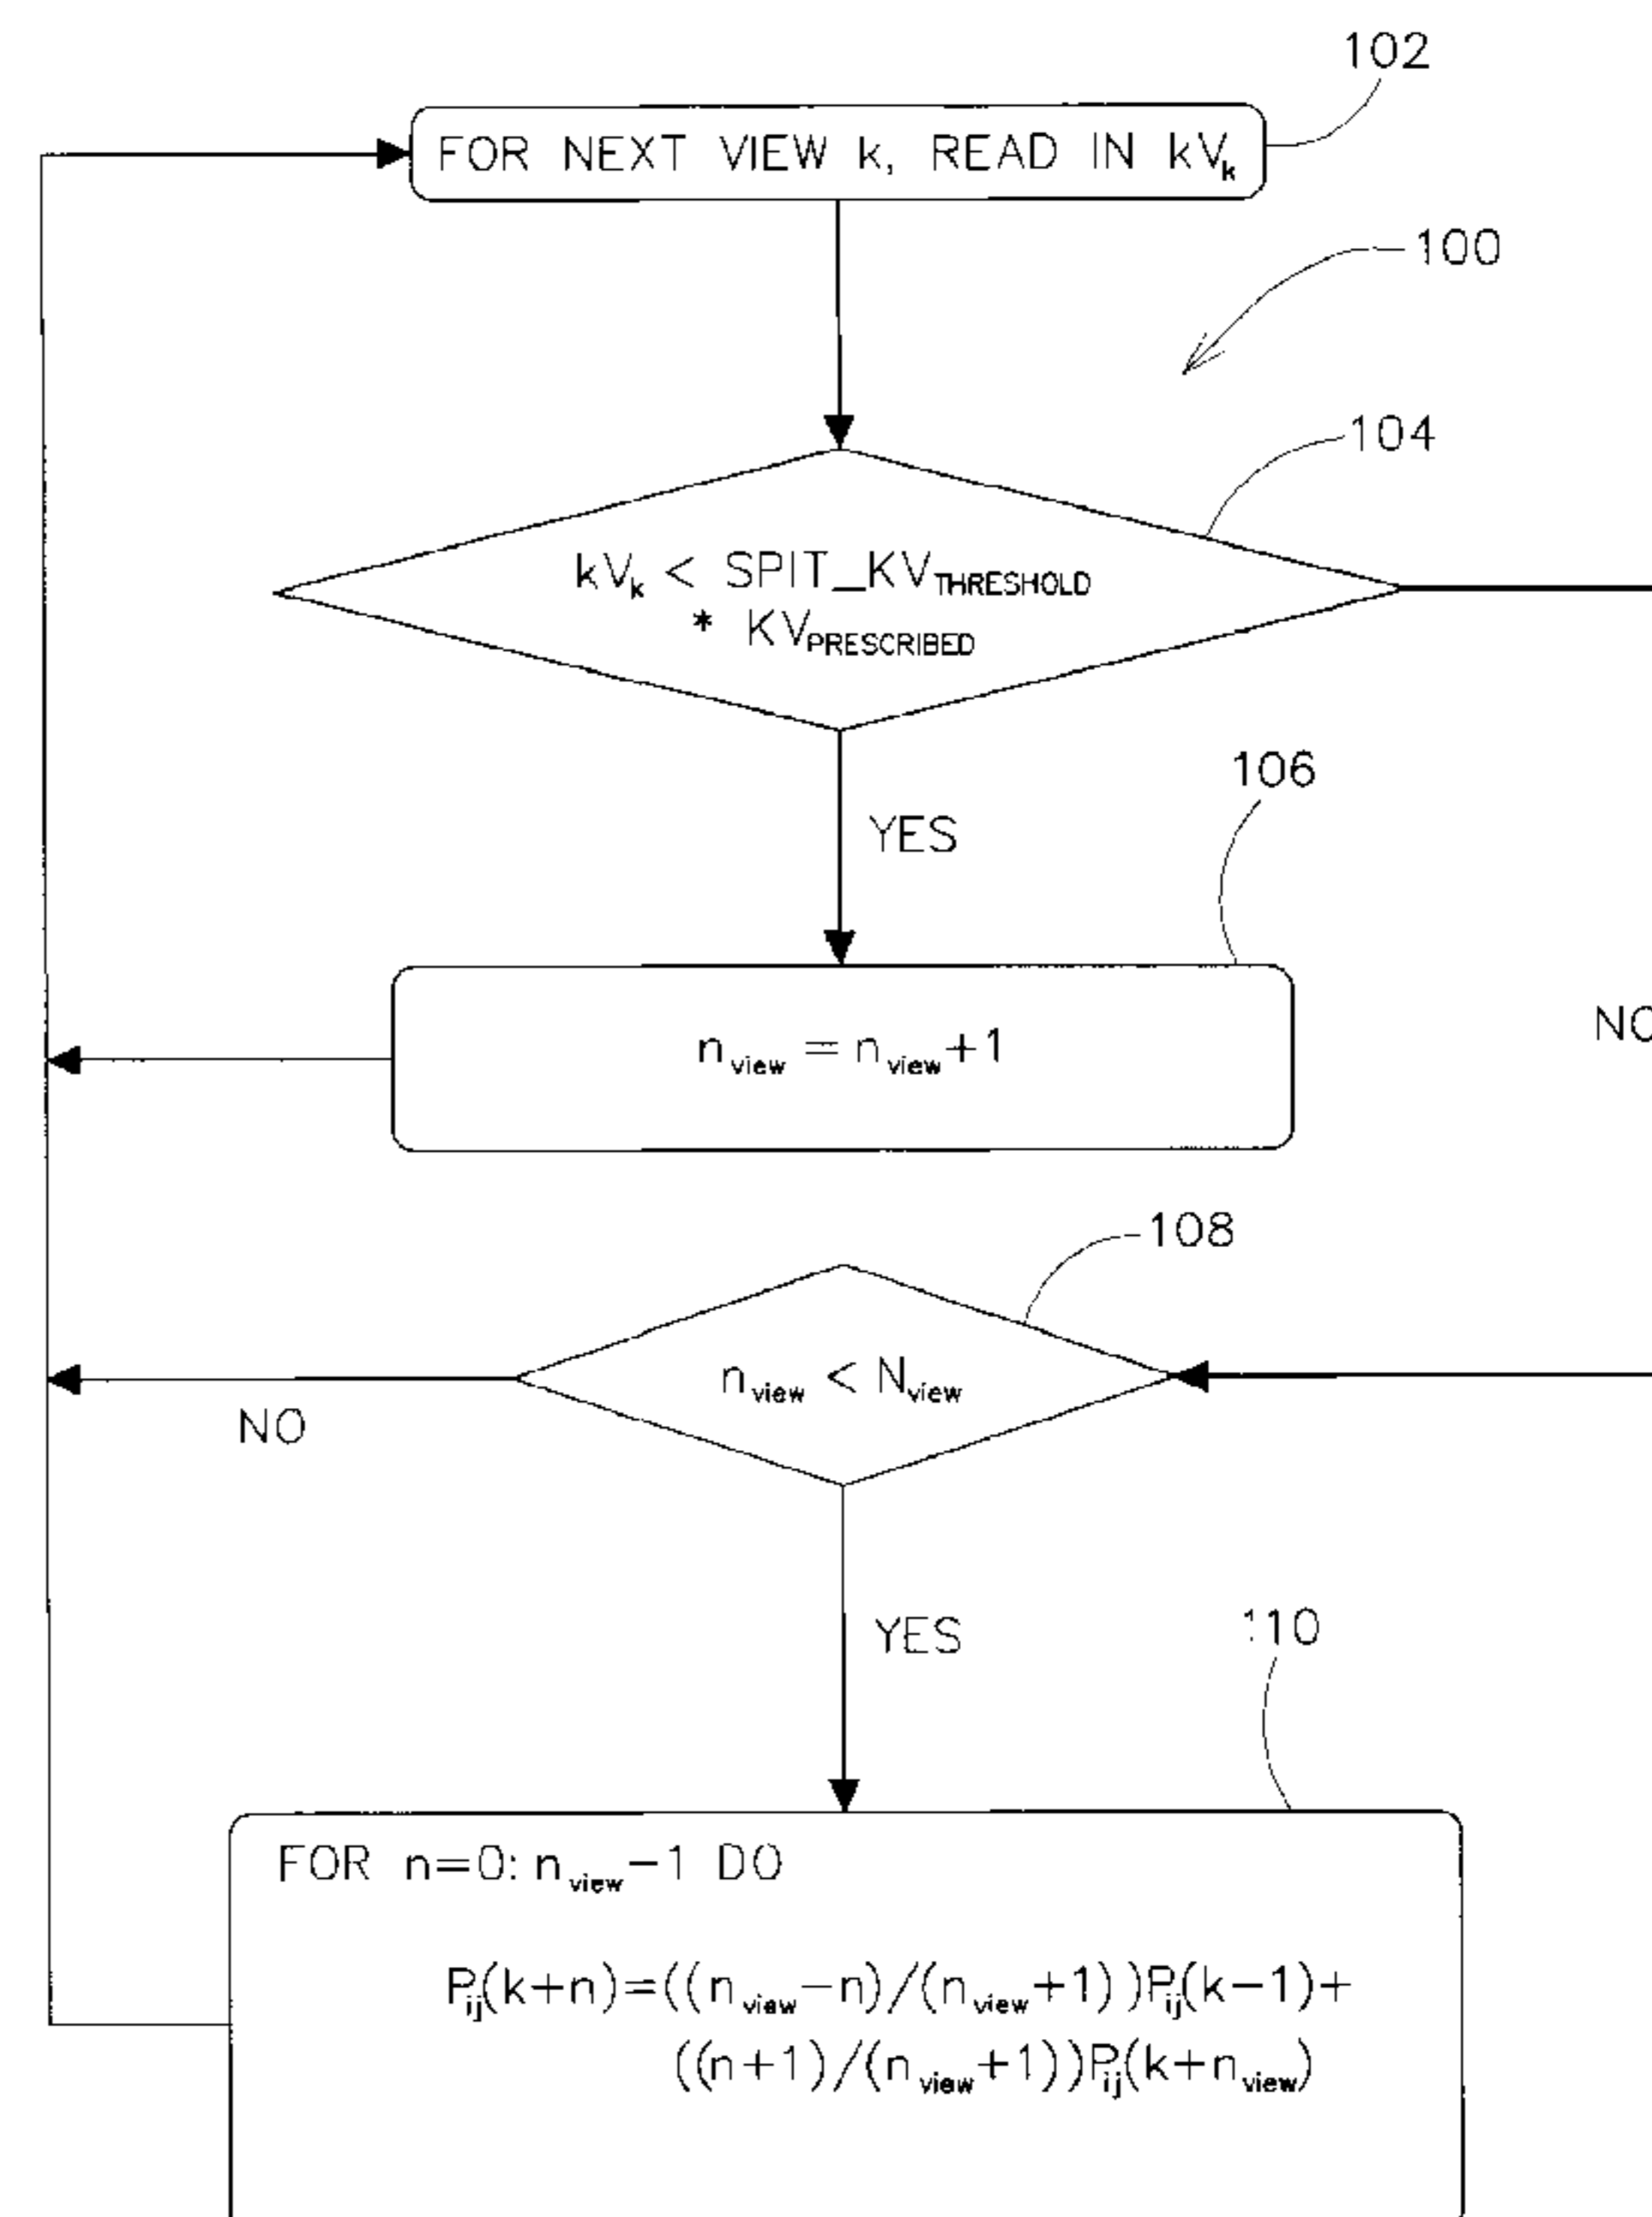 102
FOR NEXT VIEW k, READ IN kVk
100
104
kVk < SPIT_KVTHRESHOLD
* KVPRESCRIBED
YES
106
nview = nview+1
NO
108
nview < Nview
NO
YES
110
FOR n=0: nview-1 DO
Pij(k+n)=((nview-n)/(nview+1))Pij(k-1)+
((n+1)/(nview+1))Pij(k+nview)